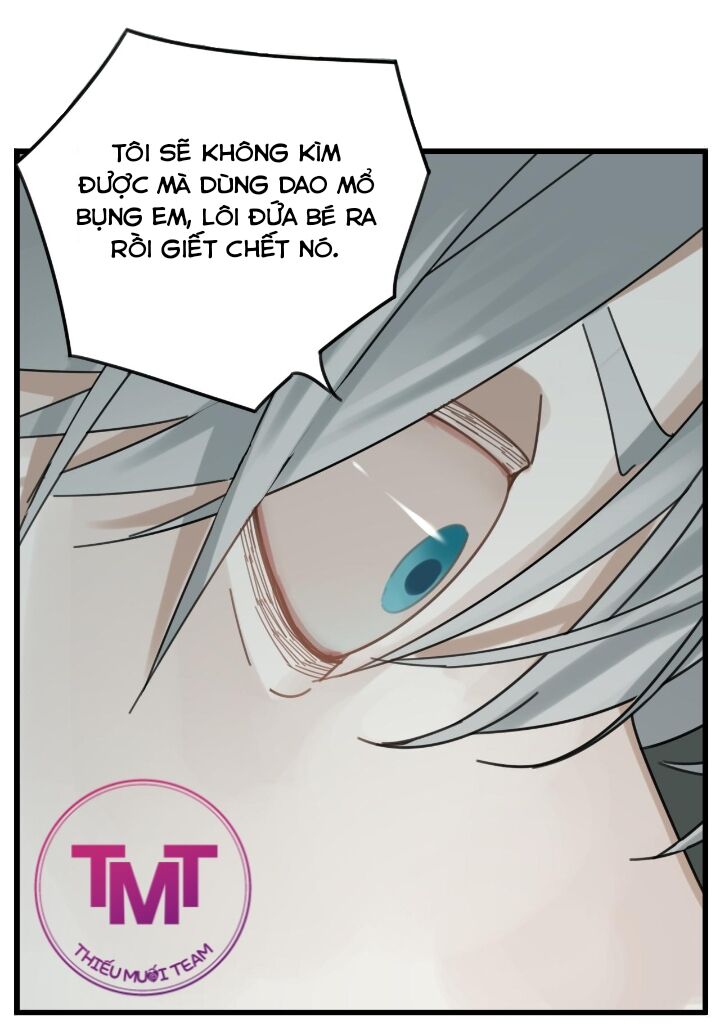 TÔI SẼ KHÔNG KÌM
ĐƯỢC MÀ DÙNG DAO MỔ
BỤNG EM, LÔI ĐỨA BÉ RA
RỒI GIẾT CHẾT NÓ.
TMT
THIẾU MUỐI TEAM